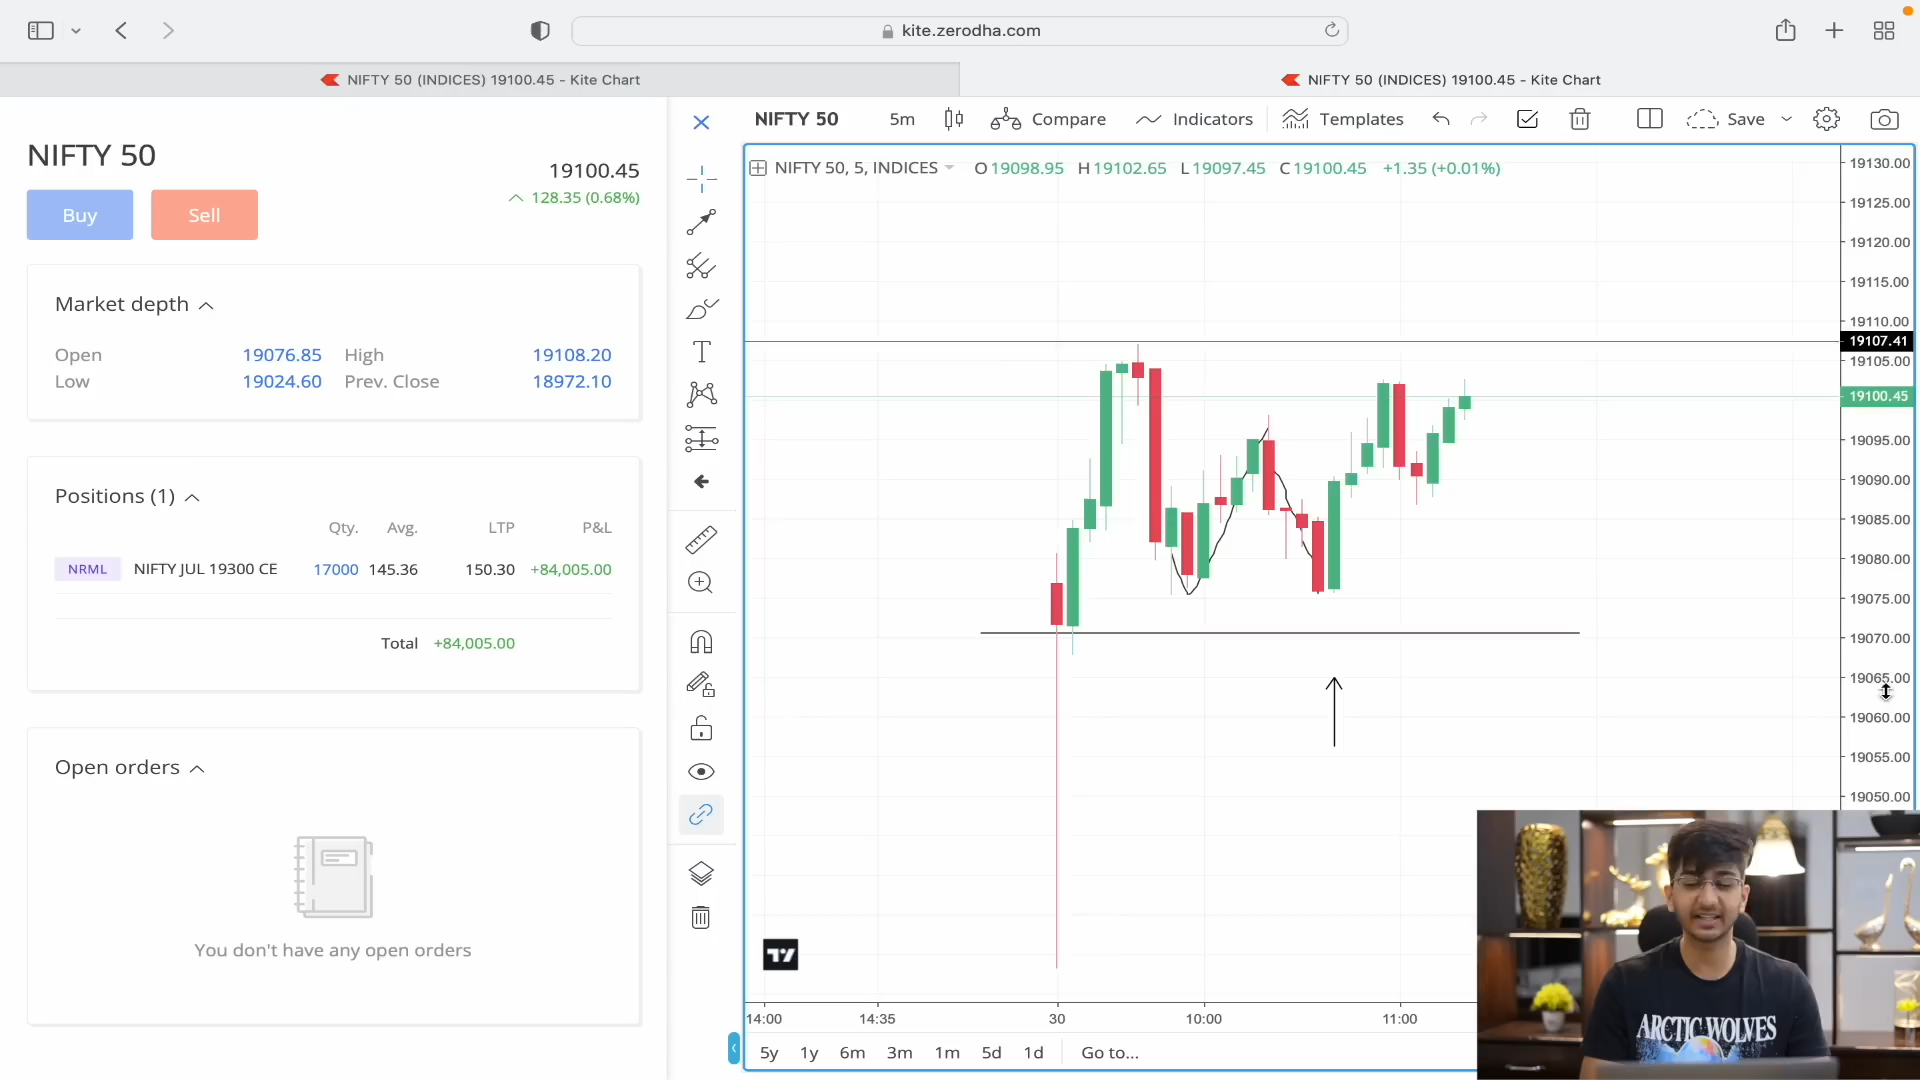 kite.zerodha.com
NIFTY 50 (INDICES) 19100.45 - Kite Chart
NIFTY 50 (INDICES) 19100.45 - Kite Chart
NIFTY 50
19100.45
128.35 (0.68%)
Buy
Sell
Market depth
Open 19076.85 High 19108.20
Low 19024.60 Prev. Close 18972.10
Positions (1)
Qty. Avg. LTP P&L
NRML NIFTY JUL 19300 CE 17000 145.36 150.30 +84,005.00
Total +84,005.00
Open orders
You don't have any open orders
NIFTY 50 5m Compare Indicators Templates Save
NIFTY 50, 5, INDICES O19098.95 H19102.65 L19097.45 C19100.45 +1.35 (+0.01%)
19130.00
19125.00
19120.00
19115.00
19110.00
19107.41
19105.00
19100.45
19095.00
19090.00
19085.00
19080.00
19075.00
19070.00
19065.00
19060.00
19055.00
19050.00
14:00 14:35 30 10:00 11:00
5y 1y 6m 3m 1m 5d 1d Go to...
ARCTIC WOLVES